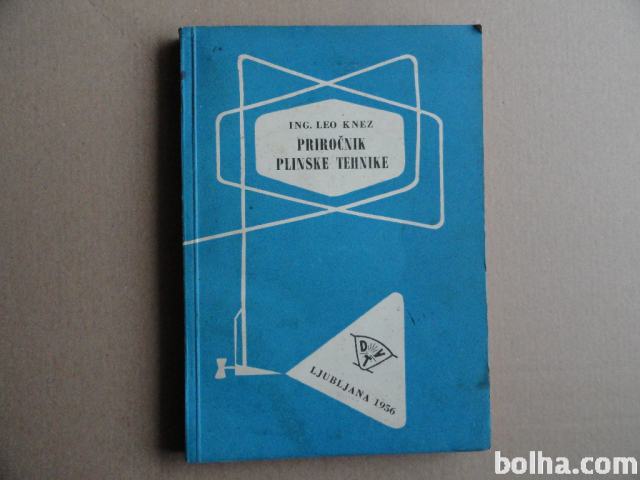 ING. LEO KNEZ
PRIROČNIK
PLINSKE TEHNIKE
D V
T
LJUBLJANA 1956
bolha.com